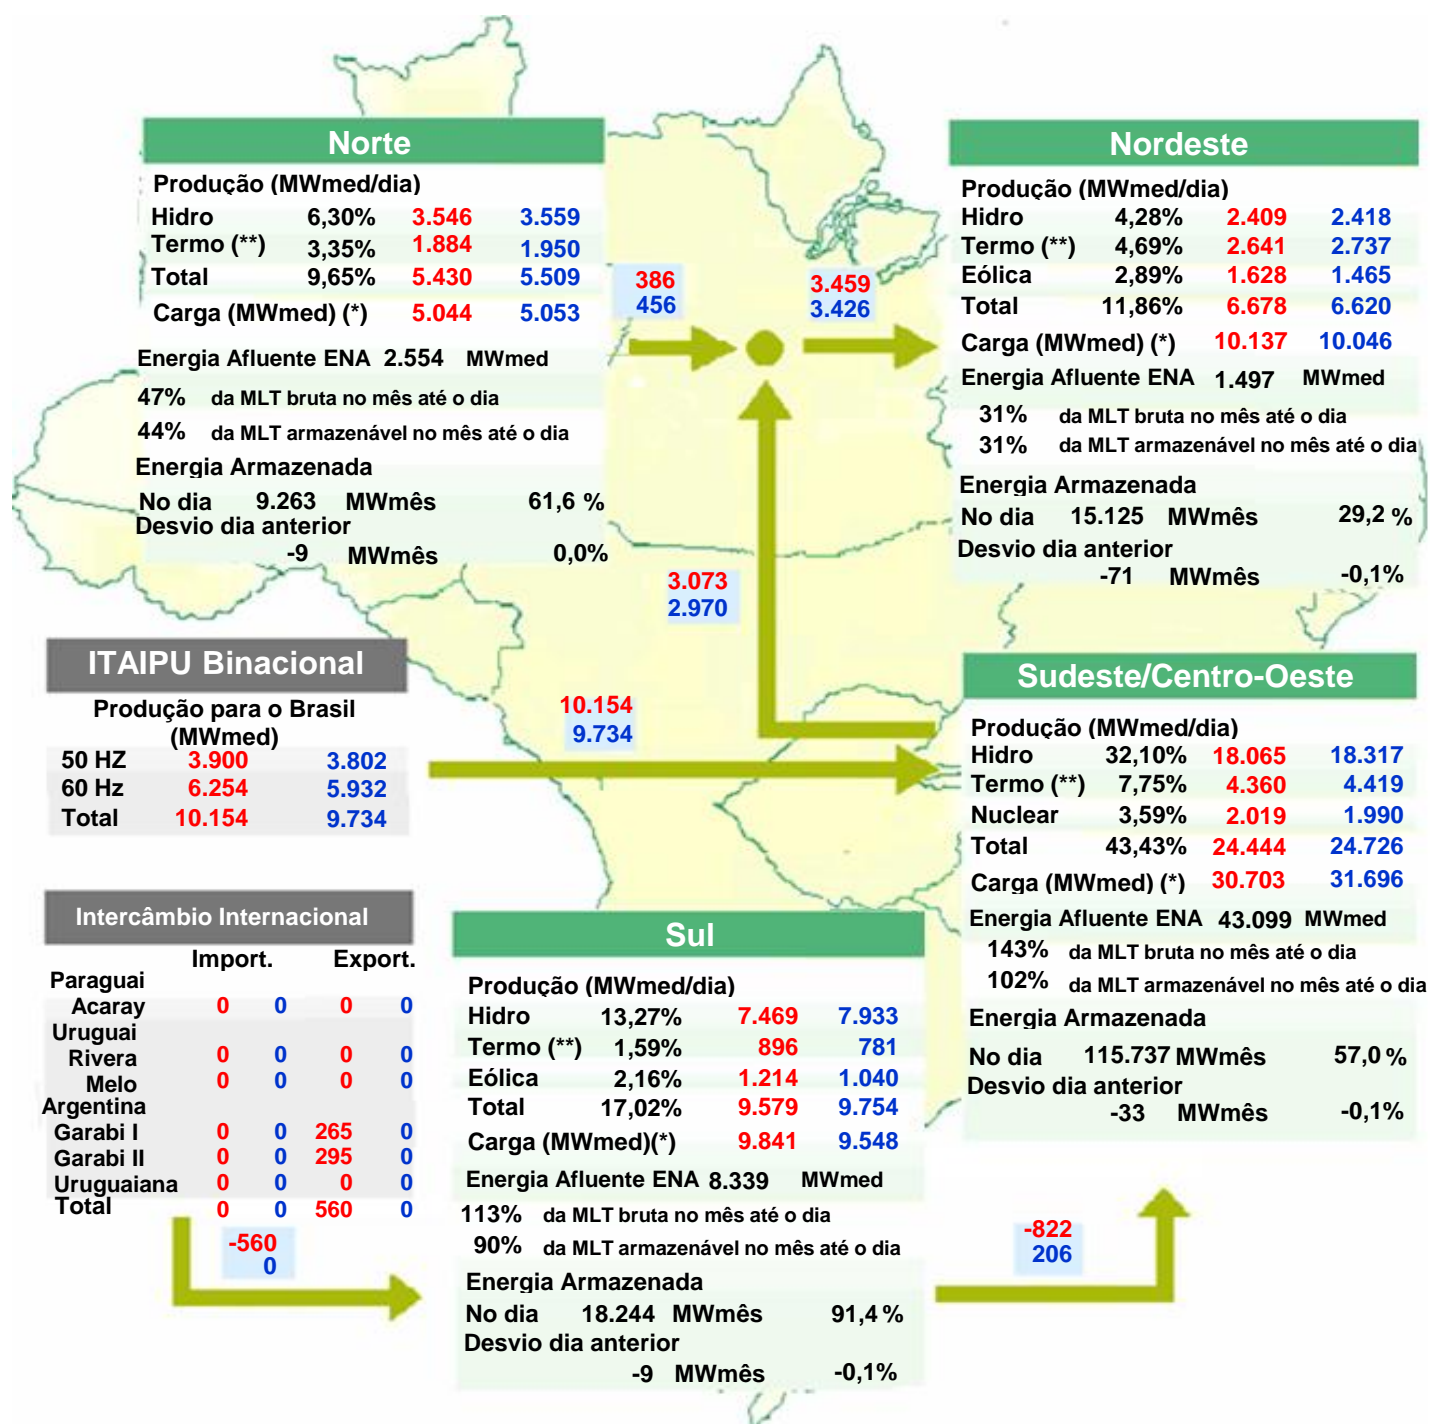 Norte
Produção (MWmed/dia)
Hidro 6,30% 3.546 3.559
Termo (**) 3,35% 1.884 1.950
Total 9,65% 5.430 5.509
Carga (MWmed) (*) 5.044 5.053
Energia Afluente ENA 2.554 MWmed
47% da MLT bruta no mês até o dia
44% da MLT armazenável no mês até o dia
Energia Armazenada
No dia 9.263 MWmês 61,6 %
Desvio dia anterior
-9 MWmês 0,0%
386
456
3.459
3.426
Nordeste
Produção (MWmed/dia)
Hidro 4,28% 2.409 2.418
Termo (**) 4,69% 2.641 2.737
Eólica 2,89% 1.628 1.465
Total 11,86% 6.678 6.620
Carga (MWmed) (*) 10.137 10.046
Energia Afluente ENA 1.497 MWmed
31% da MLT bruta no mês até o dia
31% da MLT armazenável no mês até o dia
Energia Armazenada
No dia 15.125 MWmês 29,2 %
Desvio dia anterior
-71 MWmês -0,1%
3.073
2.970
ITAIPU Binacional
Produção para o Brasil
(MWmed)
50 HZ 3.900 3.802
60 Hz 6.254 5.932
Total 10.154 9.734
10.154
9.734
Sudeste/Centro-Oeste
Produção (MWmed/dia)
Hidro 32,10% 18.065 18.317
Termo (**) 7,75% 4.360 4.419
Nuclear 3,59% 2.019 1.990
Total 43,43% 24.444 24.726
Carga (MWmed) (*) 30.703 31.696
Energia Afluente ENA 43.099 MWmed
143% da MLT bruta no mês até o dia
102% da MLT armazenável no mês até o dia
Energia Armazenada
No dia 115.737 MWmês 57,0 %
Desvio dia anterior
-33 MWmês -0,1%
Intercâmbio Internacional
Import. Export.
Paraguai
Acaray 0 0 0 0
Uruguai
Rivera 0 0 0 0
Melo 0 0 0 0
Argentina
Garabi I 0 0 265 0
Garabi II 0 0 295 0
Uruguaiana 0 0 0 0
Total 0 0 560 0
-560
0
Sul
Produção (MWmed/dia)
Hidro 13,27% 7.469 7.933
Termo (**) 1,59% 896 781
Eólica 2,16% 1.214 1.040
Total 17,02% 9.579 9.754
Carga (MWmed)(*) 9.841 9.548
Energia Afluente ENA 8.339 MWmed
113% da MLT bruta no mês até o dia
90% da MLT armazenável no mês até o dia
Energia Armazenada
No dia 18.244 MWmês 91,4 %
Desvio dia anterior
-9 MWmês -0,1%
-822
206